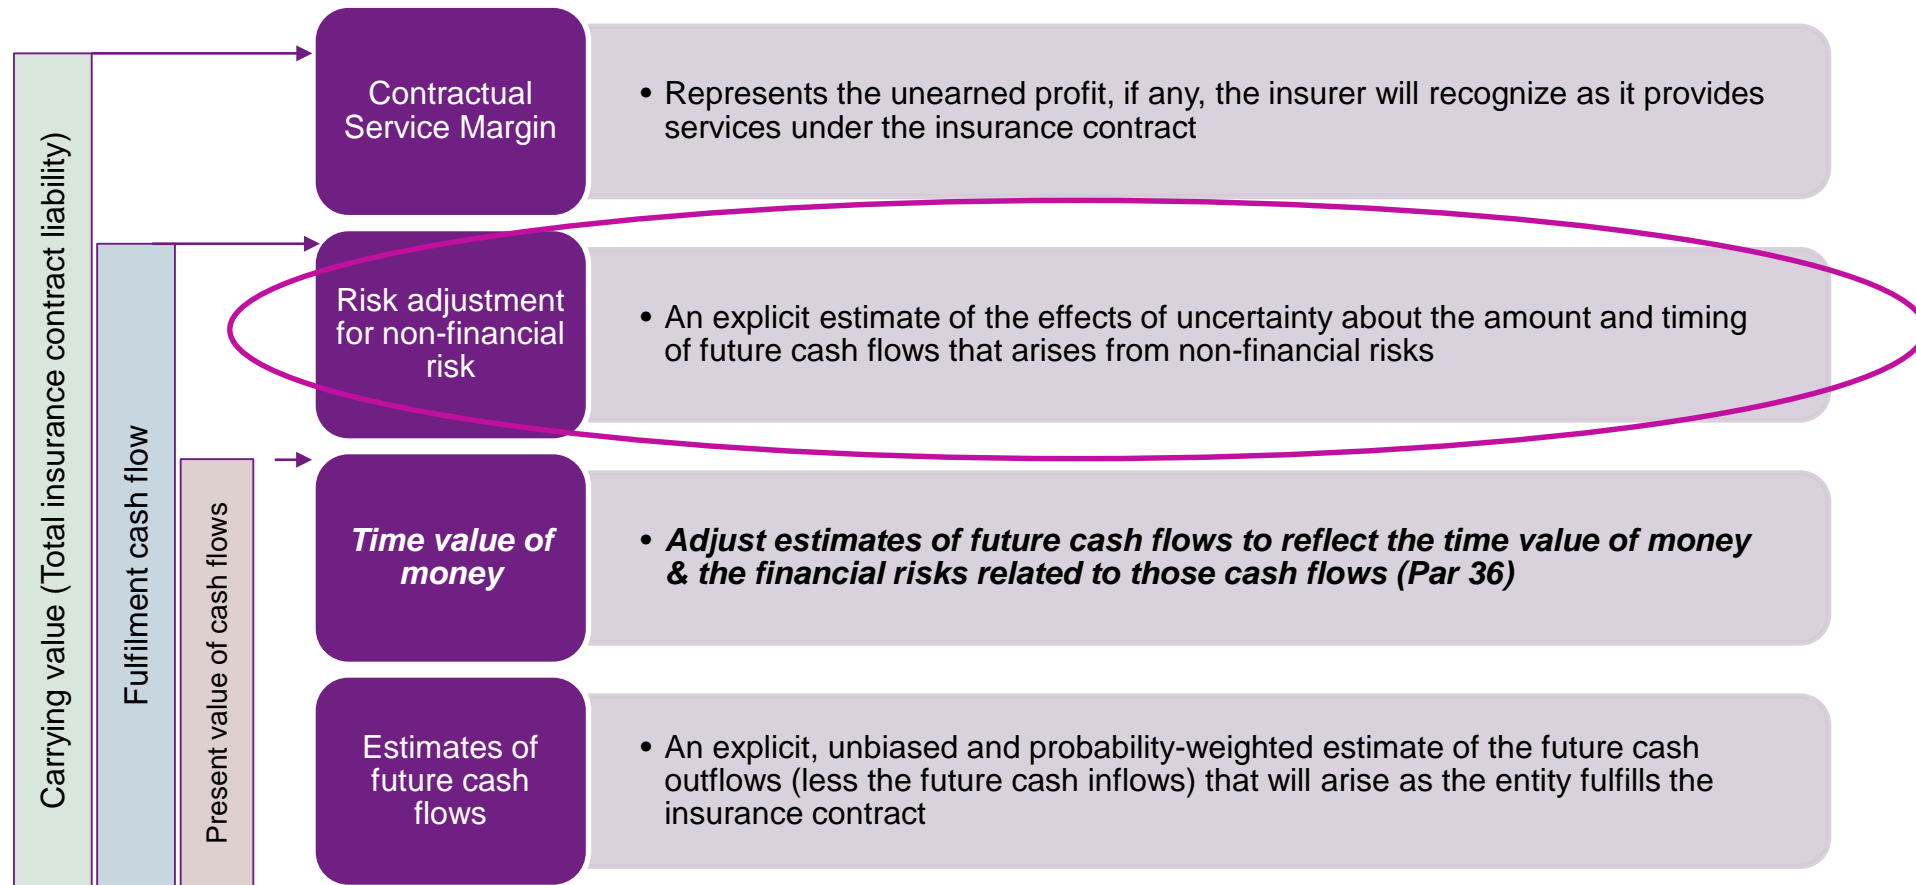 Carrying value (Total insurance contract liability)
Fulfilment cash flow
Present value of cash flows
Contractual
Service Margin
• Represents the unearned profit, if any, the insurer will recognize as it provides
services under the insurance contract
Risk adjustment
for non-financial
risk
• An explicit estimate of the effects of uncertainty about the amount and timing
of future cash flows that arises from non-financial risks
Time value of
money
• Adjust estimates of future cash flows to reflect the time value of money
& the financial risks related to those cash flows (Par 36)
Estimates of
future cash
flows
• An explicit, unbiased and probability-weighted estimate of the future cash
outflows (less the future cash inflows) that will arise as the entity fulfills the
insurance contract